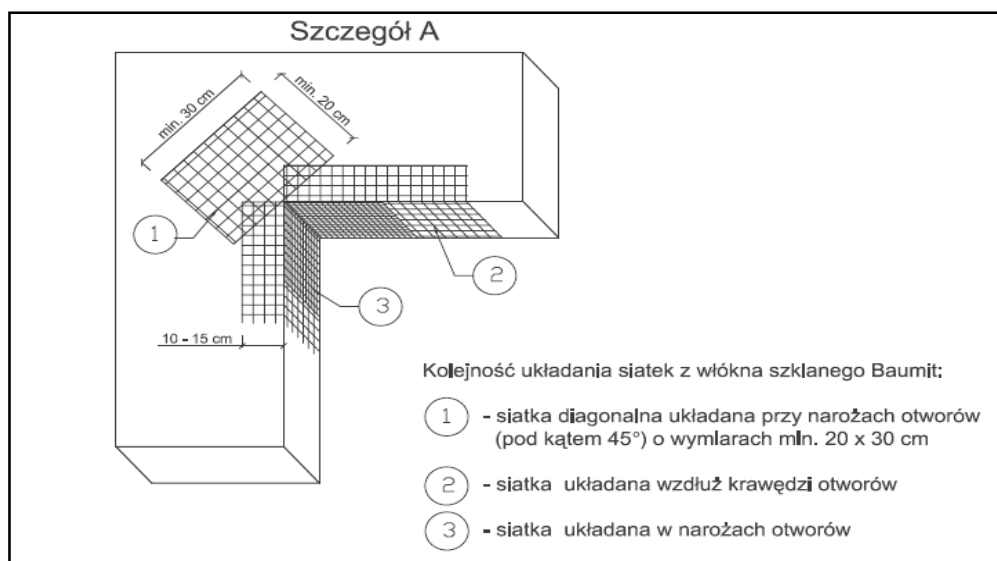 Szczegół A
min. 30 cm
min. 20 cm
1
2
3
10 - 15 cm
Kolejność układania siatek z włókna szklanego Baumit:
1 - siatka diagonalna układana przy narożach otworów
(pod kątem 45°) o wymiarach min. 20 x 30 cm
2 - siatka układana wzdłuż krawędzi otworów
3 - siatka układana w narożach otworów